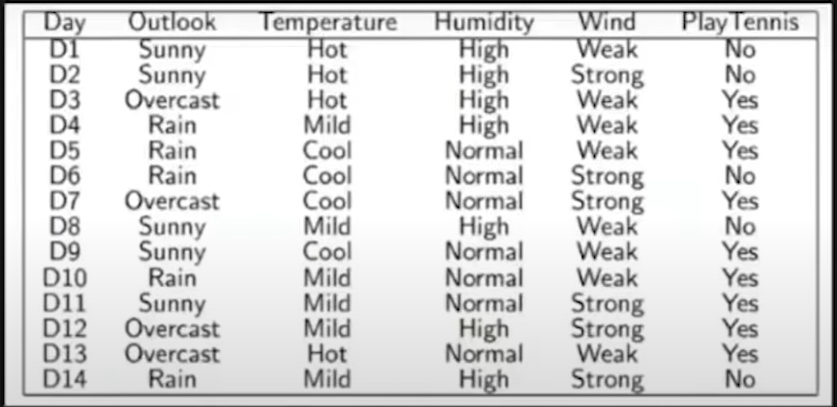 Day Outlook Temperature Humidity Wind PlayTennis
D1 Sunny Hot High Weak No
D2 Sunny Hot High Strong No
D3 Overcast Hot High Weak Yes
D4 Rain Mild High Weak Yes
D5 Rain Cool Normal Weak Yes
D6 Rain Cool Normal Strong No
D7 Overcast Cool Normal Strong Yes
D8 Sunny Mild High Weak No
D9 Sunny Cool Normal Weak Yes
D10 Rain Mild Normal Weak Yes
D11 Sunny Mild Normal Strong Yes
D12 Overcast Mild High Strong Yes
D13 Overcast Hot Normal Weak Yes
D14 Rain Mild High Strong No